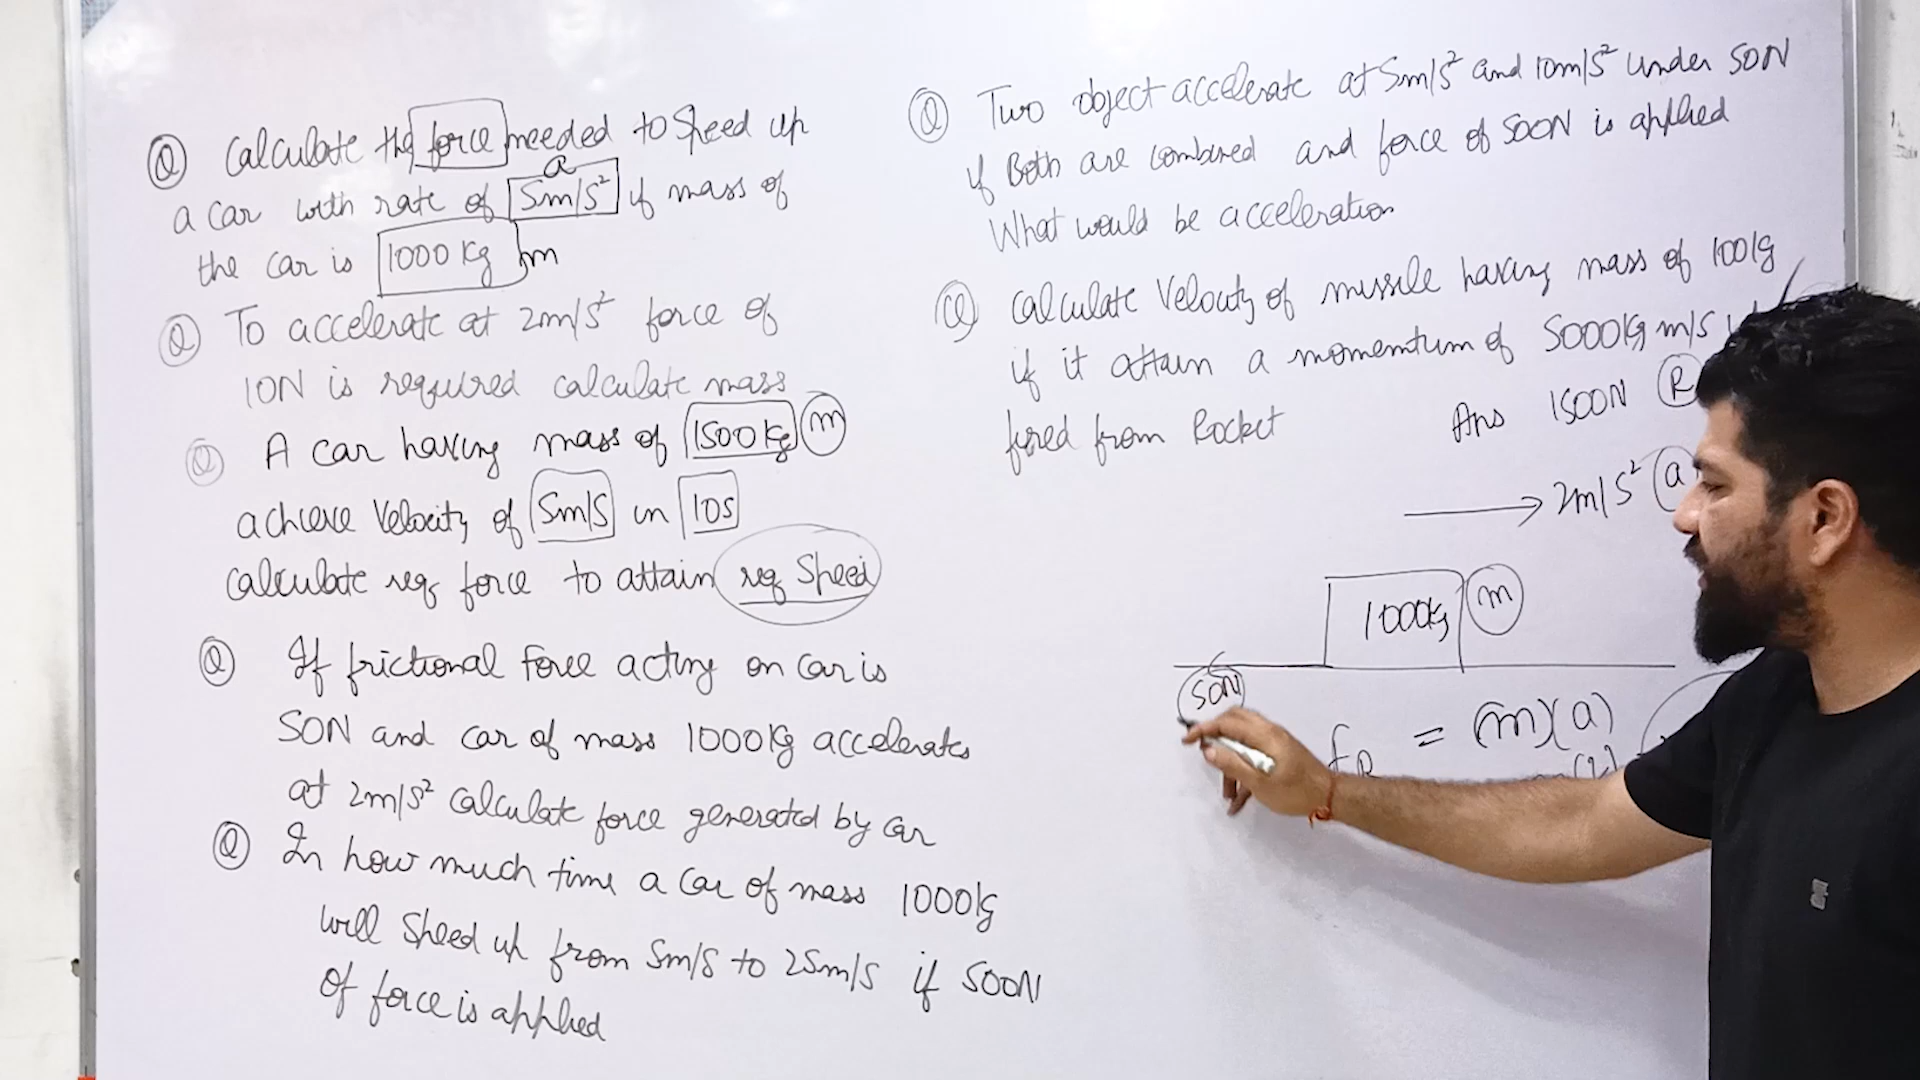 Q Calculate the force needed to Speed up
a
a car with rate of 5m/s² if mass of
the car is 1000 Kg m
Q To accelerate at 2m/s² force of
10N is required calculate mass
Q A car having mass of 1500 Kg m
achieve Velocity of 5m/s in 10s
calculate req force to attain req Speed
Q If frictional force acting on car is
50N and car of mass 1000Kg accelerates
at 2m/s² calculate force generated by car
Q In how much time a car of mass 1000Kg
will Speed up from 5m/s to 25m/s if 500N
of force is applied
Q Two object accelerate at 5m/s² and 10m/s² under 50N
if Both are combined and force of 500N is applied
What would be acceleration
Q Calculate Velocity of missile having mass of 100Kg
if it attain a momentum of 5000Kg m/s
fired from Rocket
Ans 1500N R
2m/s² a
1000Kg m
50N
fR = (m)(a)